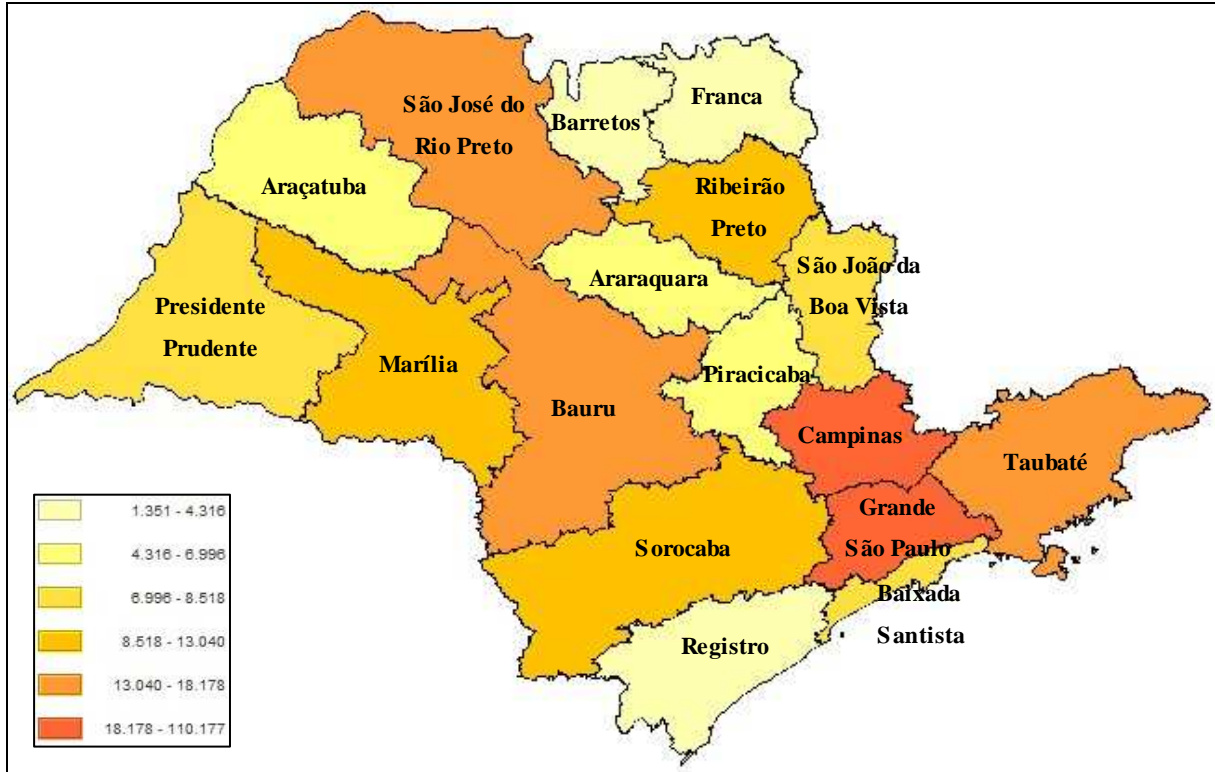 São José do
Rio Preto
Barretos
Franca
Araçatuba
Ribeirão
Preto
Araraquara
São João da
Boa Vista
Presidente
Prudente
Marília
Piracicaba
Bauru
Campinas
Taubaté
Grande
São Paulo
Sorocaba
Baixada
Santista
Registro
1.351 - 4.316
4.316 - 6.996
6.996 - 8.518
8.518 - 13.040
13.040 - 18.178
18.178 - 110.177